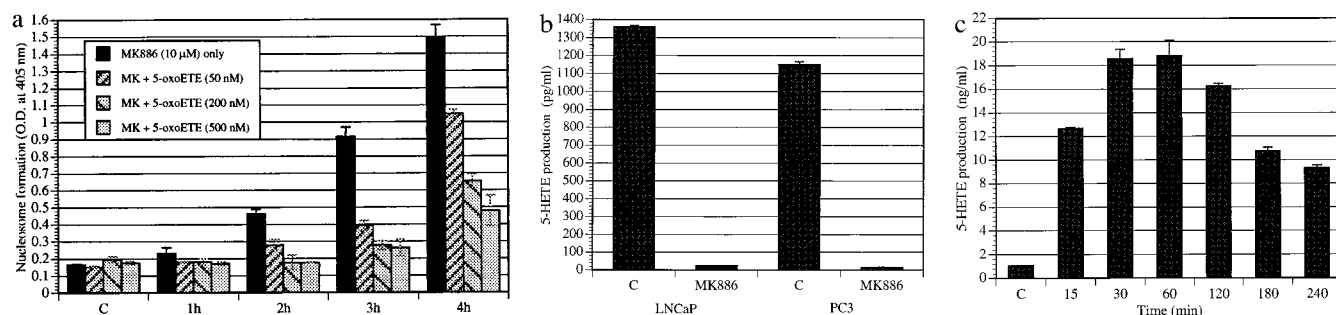 a
Nucleosome formation (O.D. at 405 nm)
1.6
1.5
1.4
1.3
1.2
1.1
1
0.9
0.8
0.7
0.6
0.5
0.4
0.3
0.2
0.1
0
MK886 (10 μM) only
MK + 5-oxoETE (50 nM)
MK + 5-oxoETE (200 nM)
MK + 5-oxoETE (500 nM)
C 1h 2h 3h 4h
b
5-HETE production (pg/ml)
1400
1300
1200
1100
1000
900
800
700
600
500
400
300
200
100
0
C MK886 C MK886
LNCaP PC3
c
5-HETE production (ng/ml)
22
20
18
16
14
12
10
8
6
4
2
0
C 15 30 60 120 180 240
Time (min)